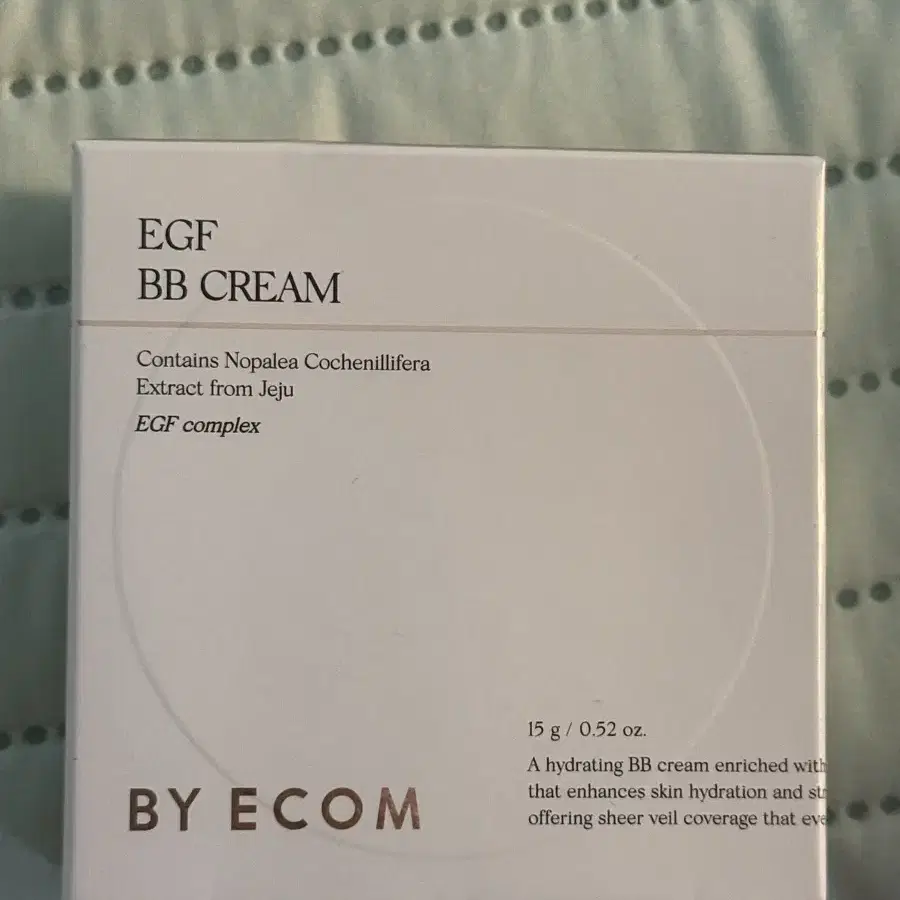 EGF
BB CREAM
Contains Nopalea Cochenillifera
Extract from Jeju
EGF complex
15 g / 0.52 oz.
A hydrating BB cream enriched with
that enhances skin hydration and
offering sheer veil coverage that
BY ECOM